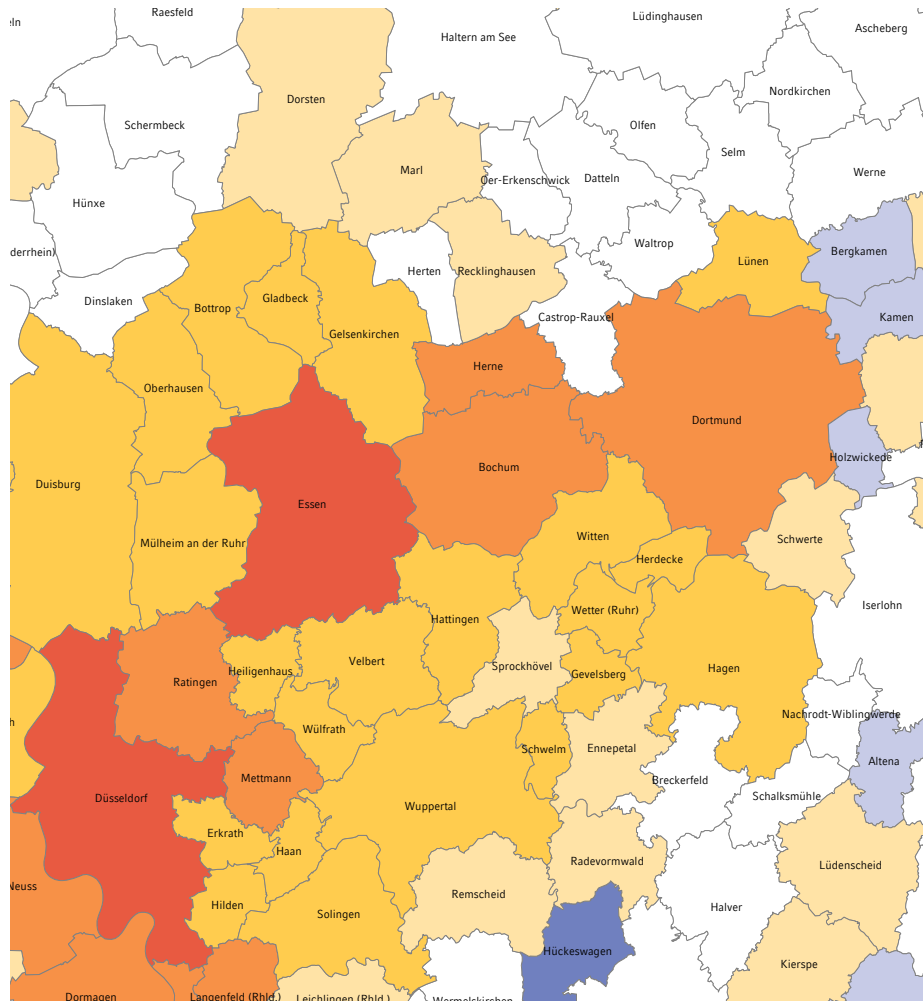 Raesfeld
Lüdinghausen
eln
Ascheberg
Haltern am See
Nordkirchen
Dorsten
Schermbeck
Olfen
Selm
Marl
Werne
Oer-Erkenschwick
Datteln
Hünxe
Waltrop
derrhein)
Bergkamen
Lünen
Herten
Recklinghausen
Gladbeck
Dinslaken
Bottrop
Castrop-Rauxel
Kamen
Gelsenkirchen
Herne
Oberhausen
Dortmund
Holzwickede
Bochum
Duisburg
Essen
Witten
Schwerte
Mülheim an der Ruhr
Herdecke
Iserlohn
Wetter (Ruhr)
Hattingen
Velbert
Sprockhövel
Hagen
Heiligenhaus
Gevelsberg
Ratingen
Nachrodt-Wiblingwerde
h
Wülfrath
Schwelm
Ennepetal
Altena
Mettmann
Breckerfeld
Düsseldorf
Schalksmühle
Wuppertal
Erkrath
Haan
Radevormwald
Lüdenscheid
Neuss
Remscheid
Hilden
Halver
Solingen
Hückeswagen
Kierspe
Dormagen
Langenfeld (Rhld.)
Leichlingen (Rhld.)
Wermelskirchen